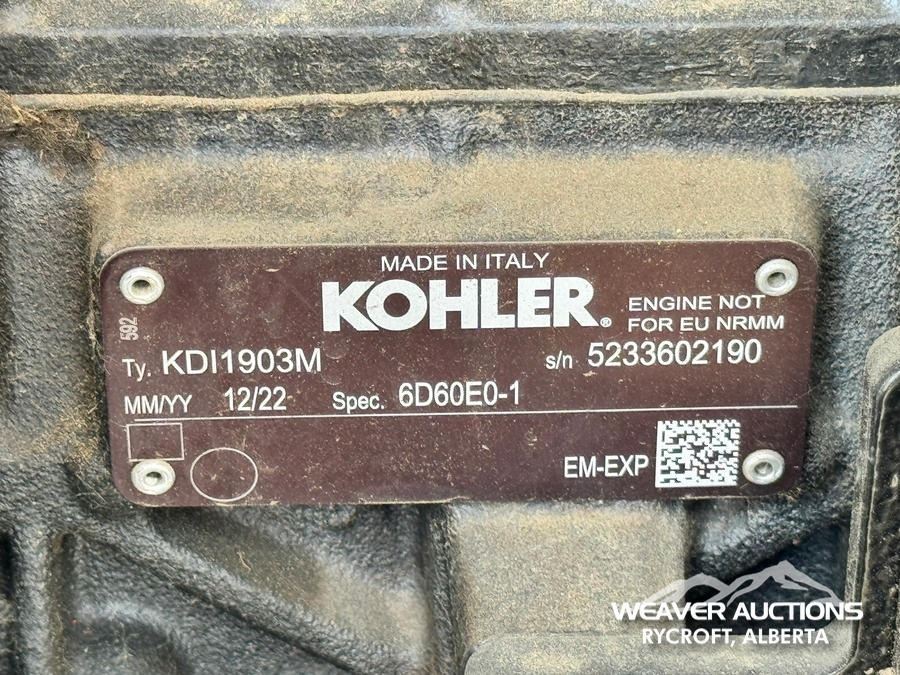 MADE IN ITALY
KOHLER®
ENGINE NOT
FOR EU NRMM
592
Ty. KDI1903M s/n 5233602190
MM/YY 12/22 Spec. 6D60E0-1
EM-EXP
WEAVER AUCTIONS
RYCROFT, ALBERTA